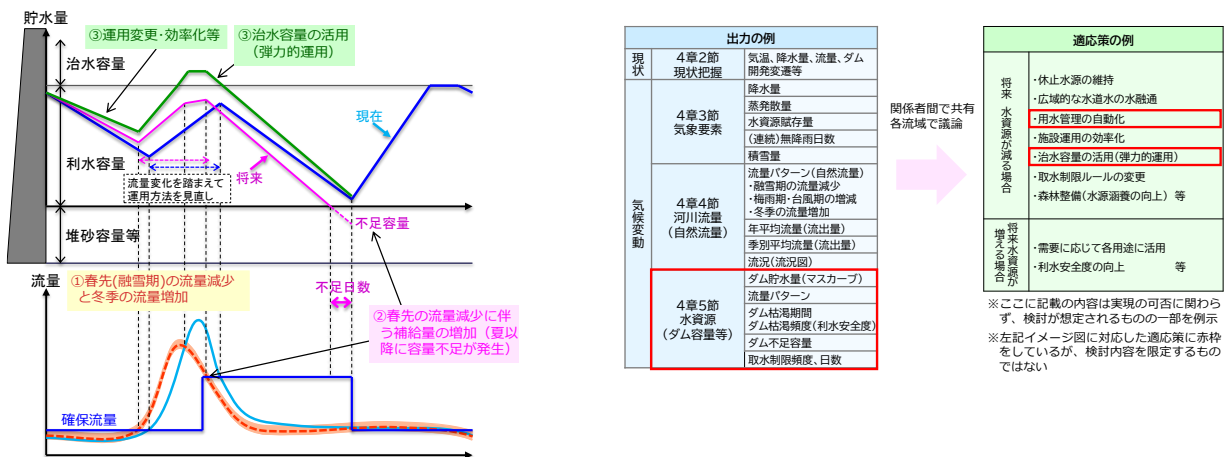 貯水量
③運用変更･効率化等
③治水容量の活用
（弾力的運用）
治水容量
現在
利水容量
将来
流量変化を踏まえて
運用方法を見直し
不足容量
堆砂容量等
流量
①春先(融雪期)の流量減少
と冬季の流量増加
不足日数
②春先の流量減少に伴
う補給量の増加（夏以
降に容量不足が発生）
確保流量
出力の例
現状
4章2節
現状把握
気温、降水量、流量、ダム
開発変遷等
気候変動
4章3節
気象要素
降水量
蒸発散量
水資源賦存量
(連続)無降雨日数
積雪量
4章4節
河川流量
(自然流量)
流量パターン(自然流量)
･融雪期の流量減少
･梅雨期･台風期の増減
･冬季の流量増加
年平均流量(流出量)
季別平均流量(流出量)
流況(流況図)
4章5節
水資源
(ダム容量等)
ダム貯水量(マスカーブ)
流量パターン
ダム枯渇期間
ダム枯渇頻度(利水安全度)
ダム不足容量
取水制限頻度、日数
関係者間で共有
各流域で議論
適応策の例
将来 水資源が減る場合
･休止水源の維持
･広域的な水道水の水融通
･用水管理の自動化
･施設運用の効率化
･治水容量の活用(弾力的運用)
･取水制限ルールの変更
･森林整備(水源涵養の向上) 等
将来水資源が
増える場合
･需要に応じて各用途に活用
･利水安全度の向上 等
※ここに記載の内容は実現の可否に関わら
ず、検討が想定されるものの一部を例示
※左記イメージ図に対応した適応策に赤枠
をしているが、検討内容を限定するもの
ではない